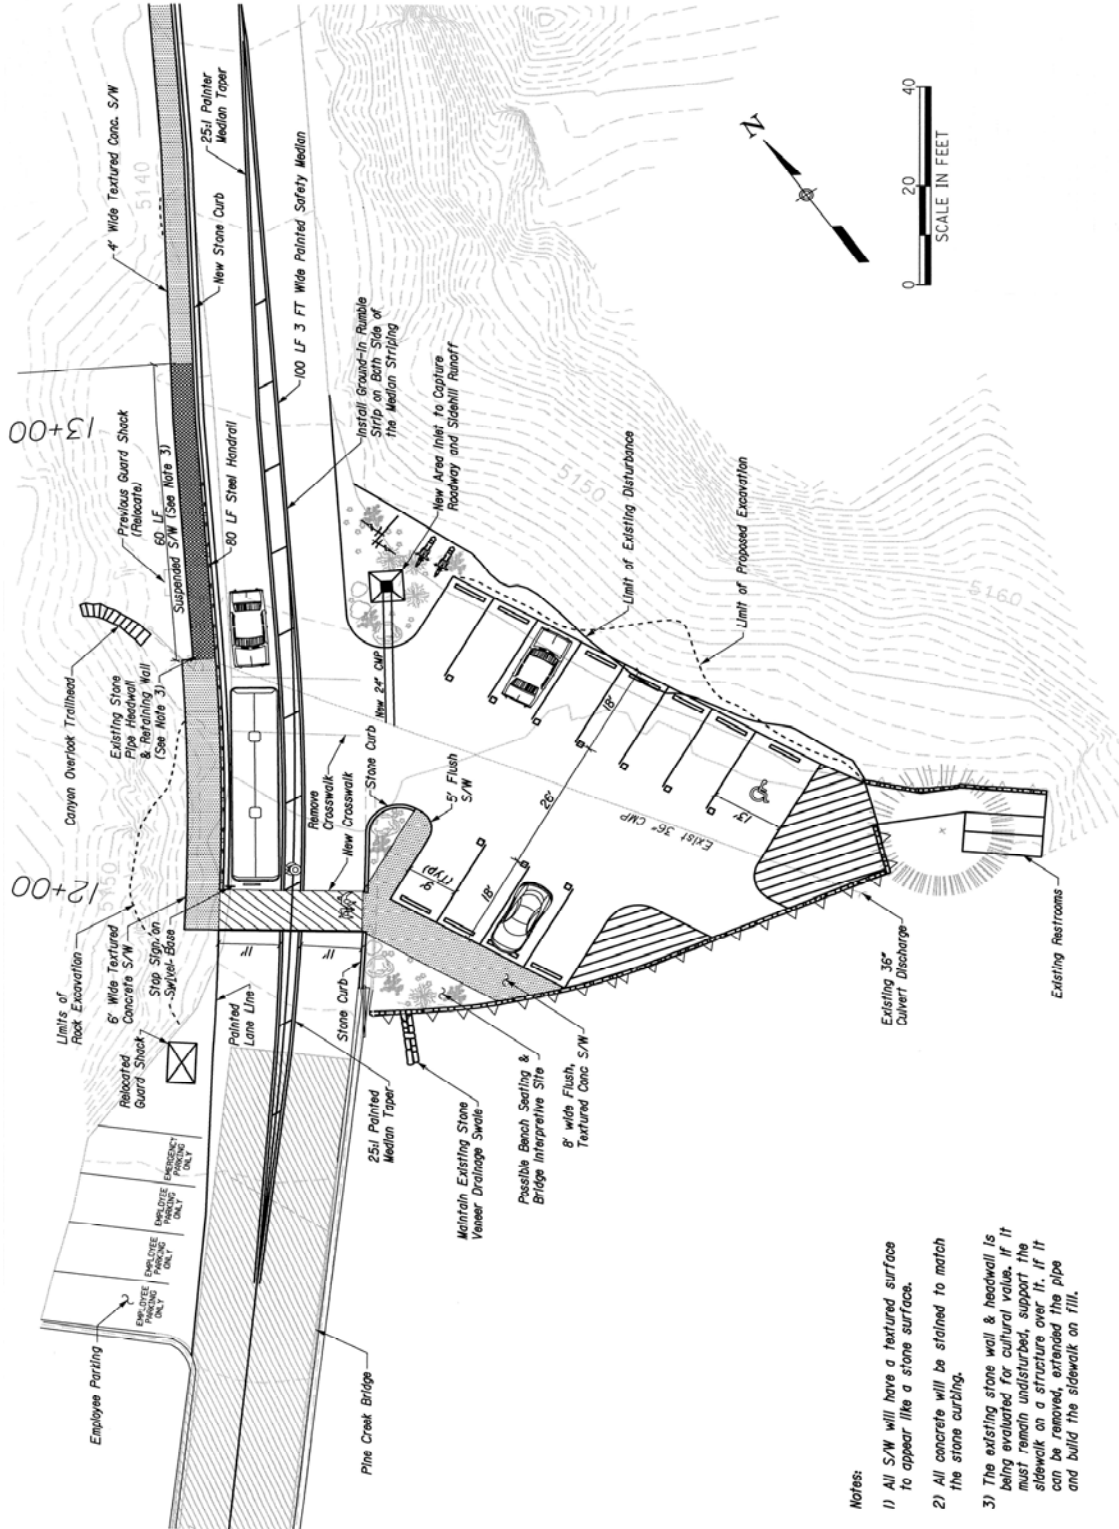 4' Wide Textured Conc. S/W
5140
New Stone Curb
25:1 Painter
Median Taper
100 LF 3 FT Wide Painted Safety Median
Install Ground-in Rumble
Strip on Both Side of
the Median Striping
New Area Inlet to Capture
Roadway and Sidehill Runoff
N
0
20
40
SCALE IN FEET
13+00
Previous Guard Shack
(Relocate)
60 LF
Suspended S/W (See Note 3)
80 LF Steel Handrail
Canyon Overlook Trailhead
Existing Stone
Pipe Headwall
& Retaining Wall
(See Note 3)
5150
Limit of Existing Disturbance
Limit of Proposed Excavation
5160
New 24" CMP
Stone Curb
Remove
Crosswalk
New Crosswalk
5' Flush
S/W
18'
26'
Exist 36" CMP
13'
9'
(Typ)
18'
12+00
5150
Limits of
Rock Excavation
6' Wide Textured
Concrete S/W
Stop Sign on
Swivel Base
11'
11'
Painted
Lane Line
Stone Curb
Relocated
Guard Shack
Existing 36"
Culvert Discharge
Existing Restrooms
25:1 Painted
Median Taper
Maintain Existing Stone
Veneer Drainage Swale
Possible Bench Seating &
Bridge Interpretive Site
8' wide Flush,
Textured Conc S/W
EMERGENCY
PARKING
ONLY
EMPLOYEE
PARKING
ONLY
EMPLOYEE
PARKING
ONLY
EMPLOYEE
PARKING
ONLY
Employee Parking
Pine Creek Bridge
Notes:
1) All S/W will have a textured surface
to appear like a stone surface.
2) All concrete will be stained to match
the stone curbing.
3) The existing stone wall & headwall is
being evaluated for cultural value. If it
must remain undisturbed, support the
sidewalk on a structure over it. If it
can be removed, extended the pipe
and build the sidewalk on fill.